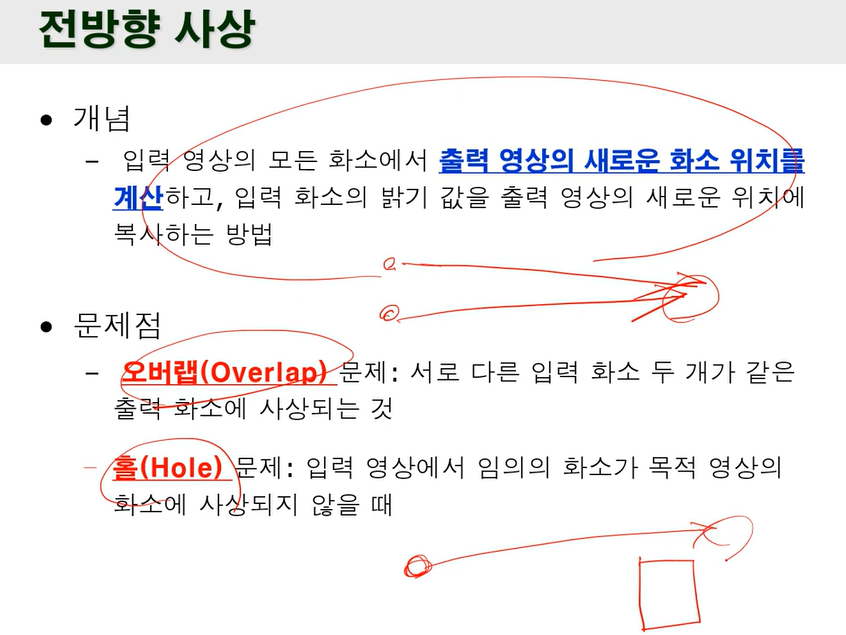 전방향 사상
• 개념
– 입력 영상의 모든 화소에서 출력 영상의 새로운 화소 위치를
계산하고, 입력 화소의 밝기 값을 출력 영상의 새로운 위치에
복사하는 방법
• 문제점
– 오버랩(Overlap) 문제: 서로 다른 입력 화소 두 개가 같은
출력 화소에 사상되는 것
– 홀(Hole) 문제: 입력 영상에서 임의의 화소가 목적 영상의
화소에 사상되지 않을 때